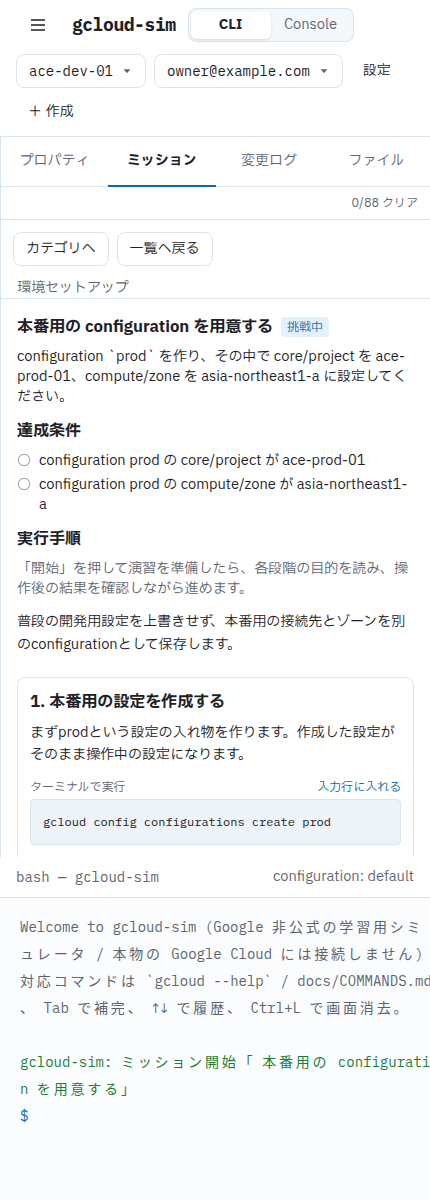 gcloud-sim CLI Console
ace-dev-01 owner@example.com 設定
＋ 作成
プロパティ ミッション 変更ログ ファイル
0/88 クリア
カテゴリへ 一覧へ戻る
環境セットアップ
本番用の configuration を用意する 挑戦中
configuration `prod` を作り、その中で core/project を ace-
prod-01、compute/zone を asia-northeast1-a に設定してく
ださい。
達成条件
configuration prod の core/project が ace-prod-01
configuration prod の compute/zone が asia-northeast1-
a
実行手順
「開始」を押して演習を準備したら、各段階の目的を読み、操
作後の結果を確認しながら進めます。
普段の開発用設定を上書きせず、本番用の接続先とゾーンを別
のconfigurationとして保存します。
1. 本番用の設定を作成する
まずprodという設定の入れ物を作ります。作成した設定が
そのまま操作中の設定になります。
ターミナルで実行 入力行に入れる
gcloud config configurations create prod
bash — gcloud-sim configuration: default
Welcome to gcloud-sim (Google 非公式の学習用シミ
ュレータ / 本物の Google Cloud には接続しません)
対応コマンドは `gcloud --help` / docs/COMMANDS.md
、 Tab で補完、 ↑↓ で履歴、 Ctrl+L で画面消去。
gcloud-sim: ミッション開始「 本番用の configurati
n を用意する」
$